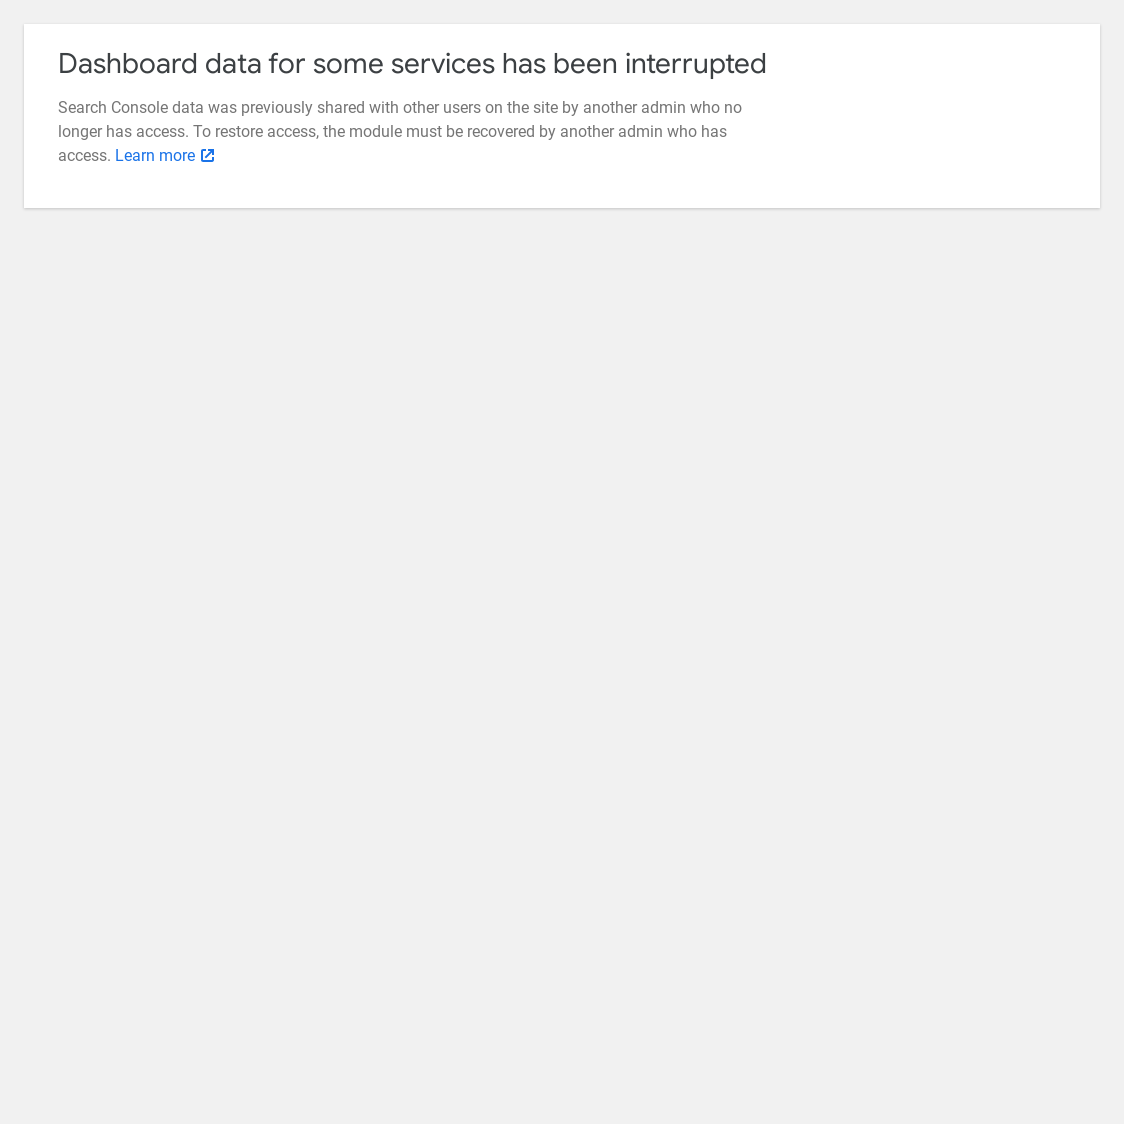 Dashboard data for some services has been interrupted
Search Console data was previously shared with other users on the site by another admin who no
longer has access. To restore access, the module must be recovered by another admin who has
access. Learn more